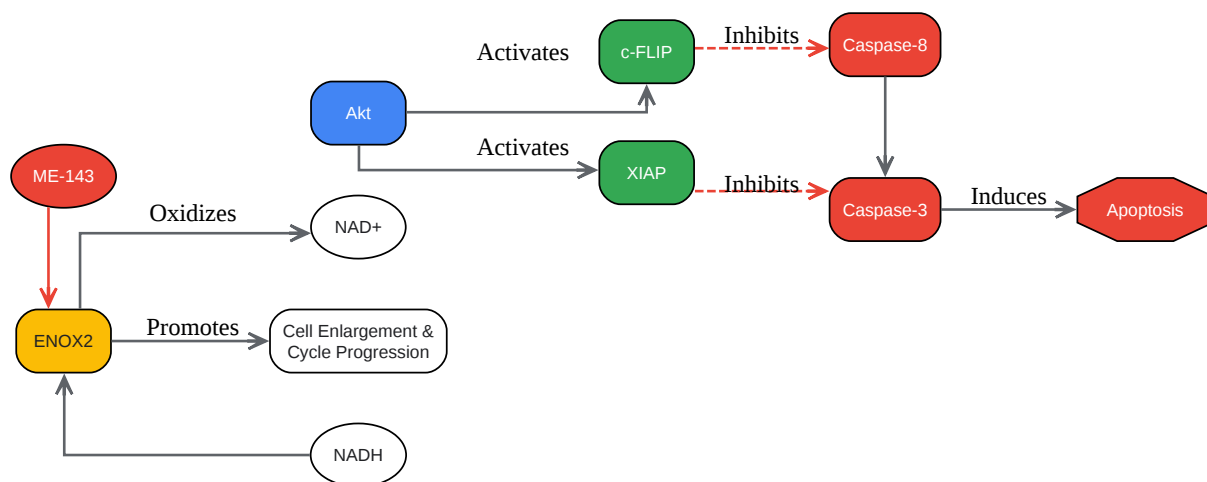 c-FLIP
Inhibits
Caspase-8
Activates
Akt
Activates
XIAP
Inhibits
Caspase-3
Induces
Apoptosis
ME-143
Oxidizes
NAD+
ENOX2
Promotes
Cell Enlargement &
Cycle Progression
NADH